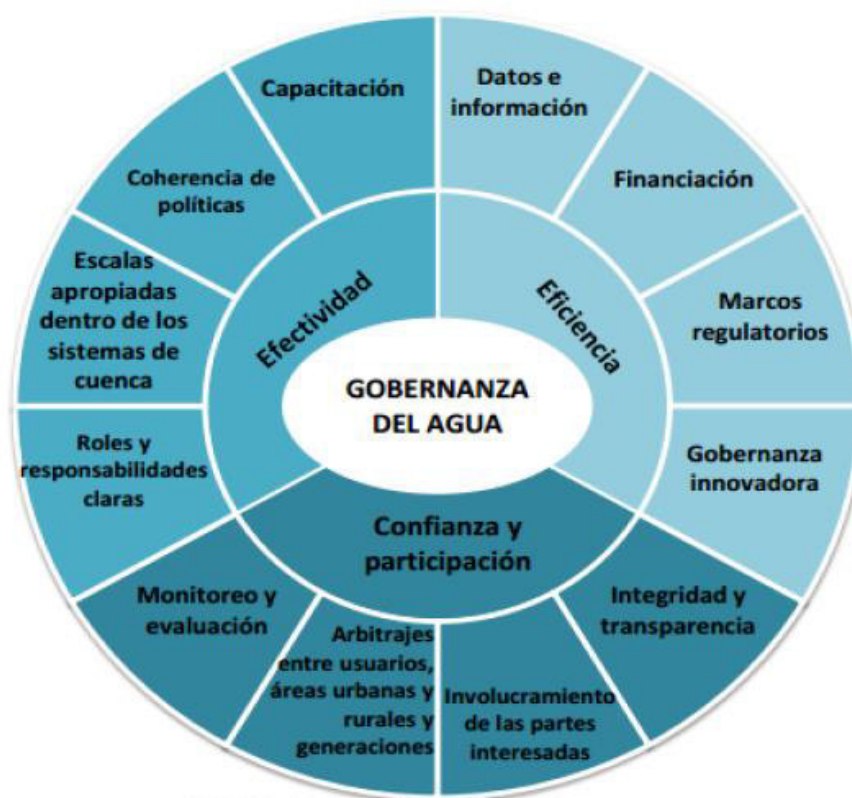 Capacitación
Datos e
información
Coherencia de
políticas
Financiación
Escalas
apropiadas
dentro de los
sistemas de
cuenca
Efectividad
Eficiencia
Marcos
regulatorios
GOBERNANZA
DEL AGUA
Roles y
responsabilidades
claras
Gobernanza
innovadora
Confianza y
participación
Monitoreo y
evaluación
Integridad y
transparencia
Arbitrajes
entre usuarios,
áreas urbanas y
rurales y
generaciones
Involucramiento
de las partes
interesadas